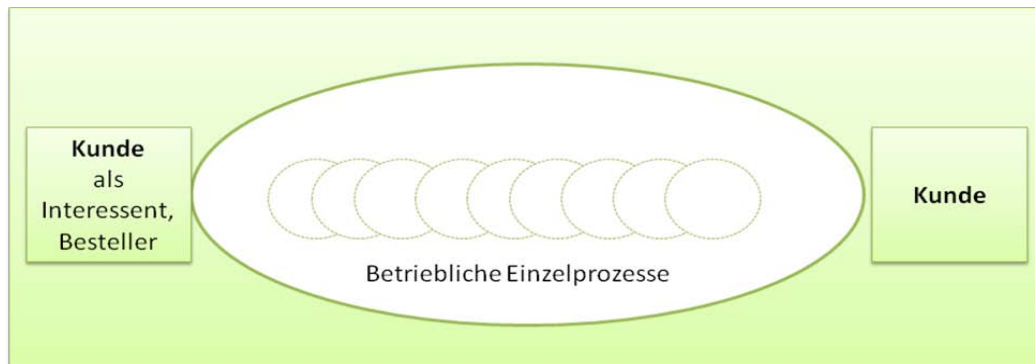 Kunde
als
Interessent,
Besteller
Betriebliche Einzelprozesse
Kunde